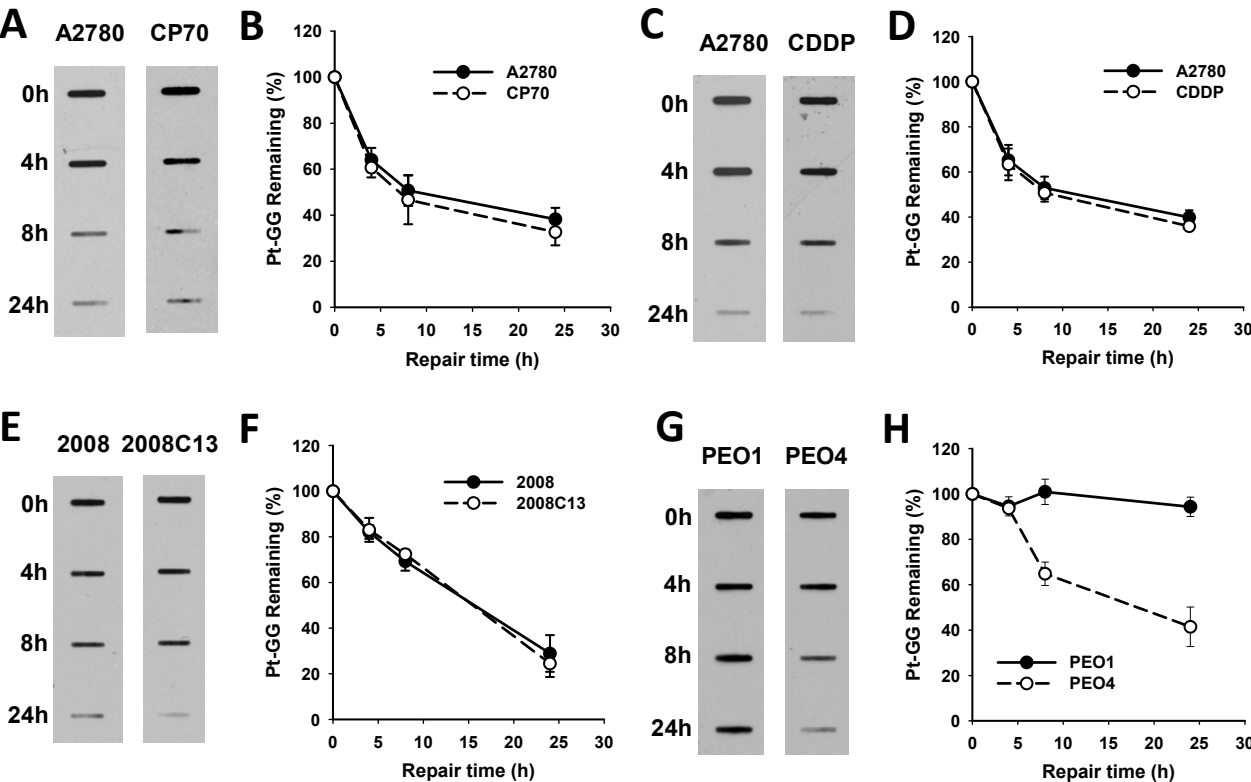 A
A2780 CP70
0h
4h
8h
24h
B
120
100
80
60
40
20
0
0 5 10 15 20 25 30
Pt-GG Remaining (%)
Repair time (h)
A2780
CP70
C
A2780 CDDP
0h
4h
8h
24h
D
120
100
80
60
40
20
0
0 5 10 15 20 25 30
Pt-GG Remaining (%)
Repair time (h)
A2780
CDDP
E
2008 2008C13
0h
4h
8h
24h
F
120
100
80
60
40
20
0
0 5 10 15 20 25 30
Pt-GG Remaining (%)
Repair time (h)
2008
2008C13
G
PEO1 PEO4
0h
4h
8h
24h
H
120
100
80
60
40
20
0
0 5 10 15 20 25 30
Pt-GG Remaining (%)
Repair time (h)
PEO1
PEO4